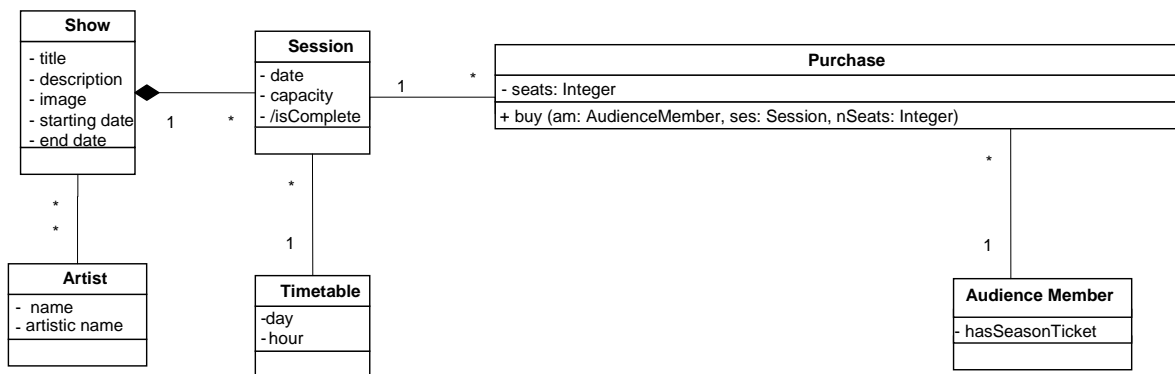 Show
- title
- description
- image
- starting date
- end date
1
*
Session
- date
- capacity
- /isComplete
1
*
Purchase
- seats: Integer
+ buy (am: AudienceMember, ses: Session, nSeats: Integer)
*
*
*
1
*
1
Artist
- name
- artistic name
Timetable
-day
- hour
Audience Member
- hasSeasonTicket